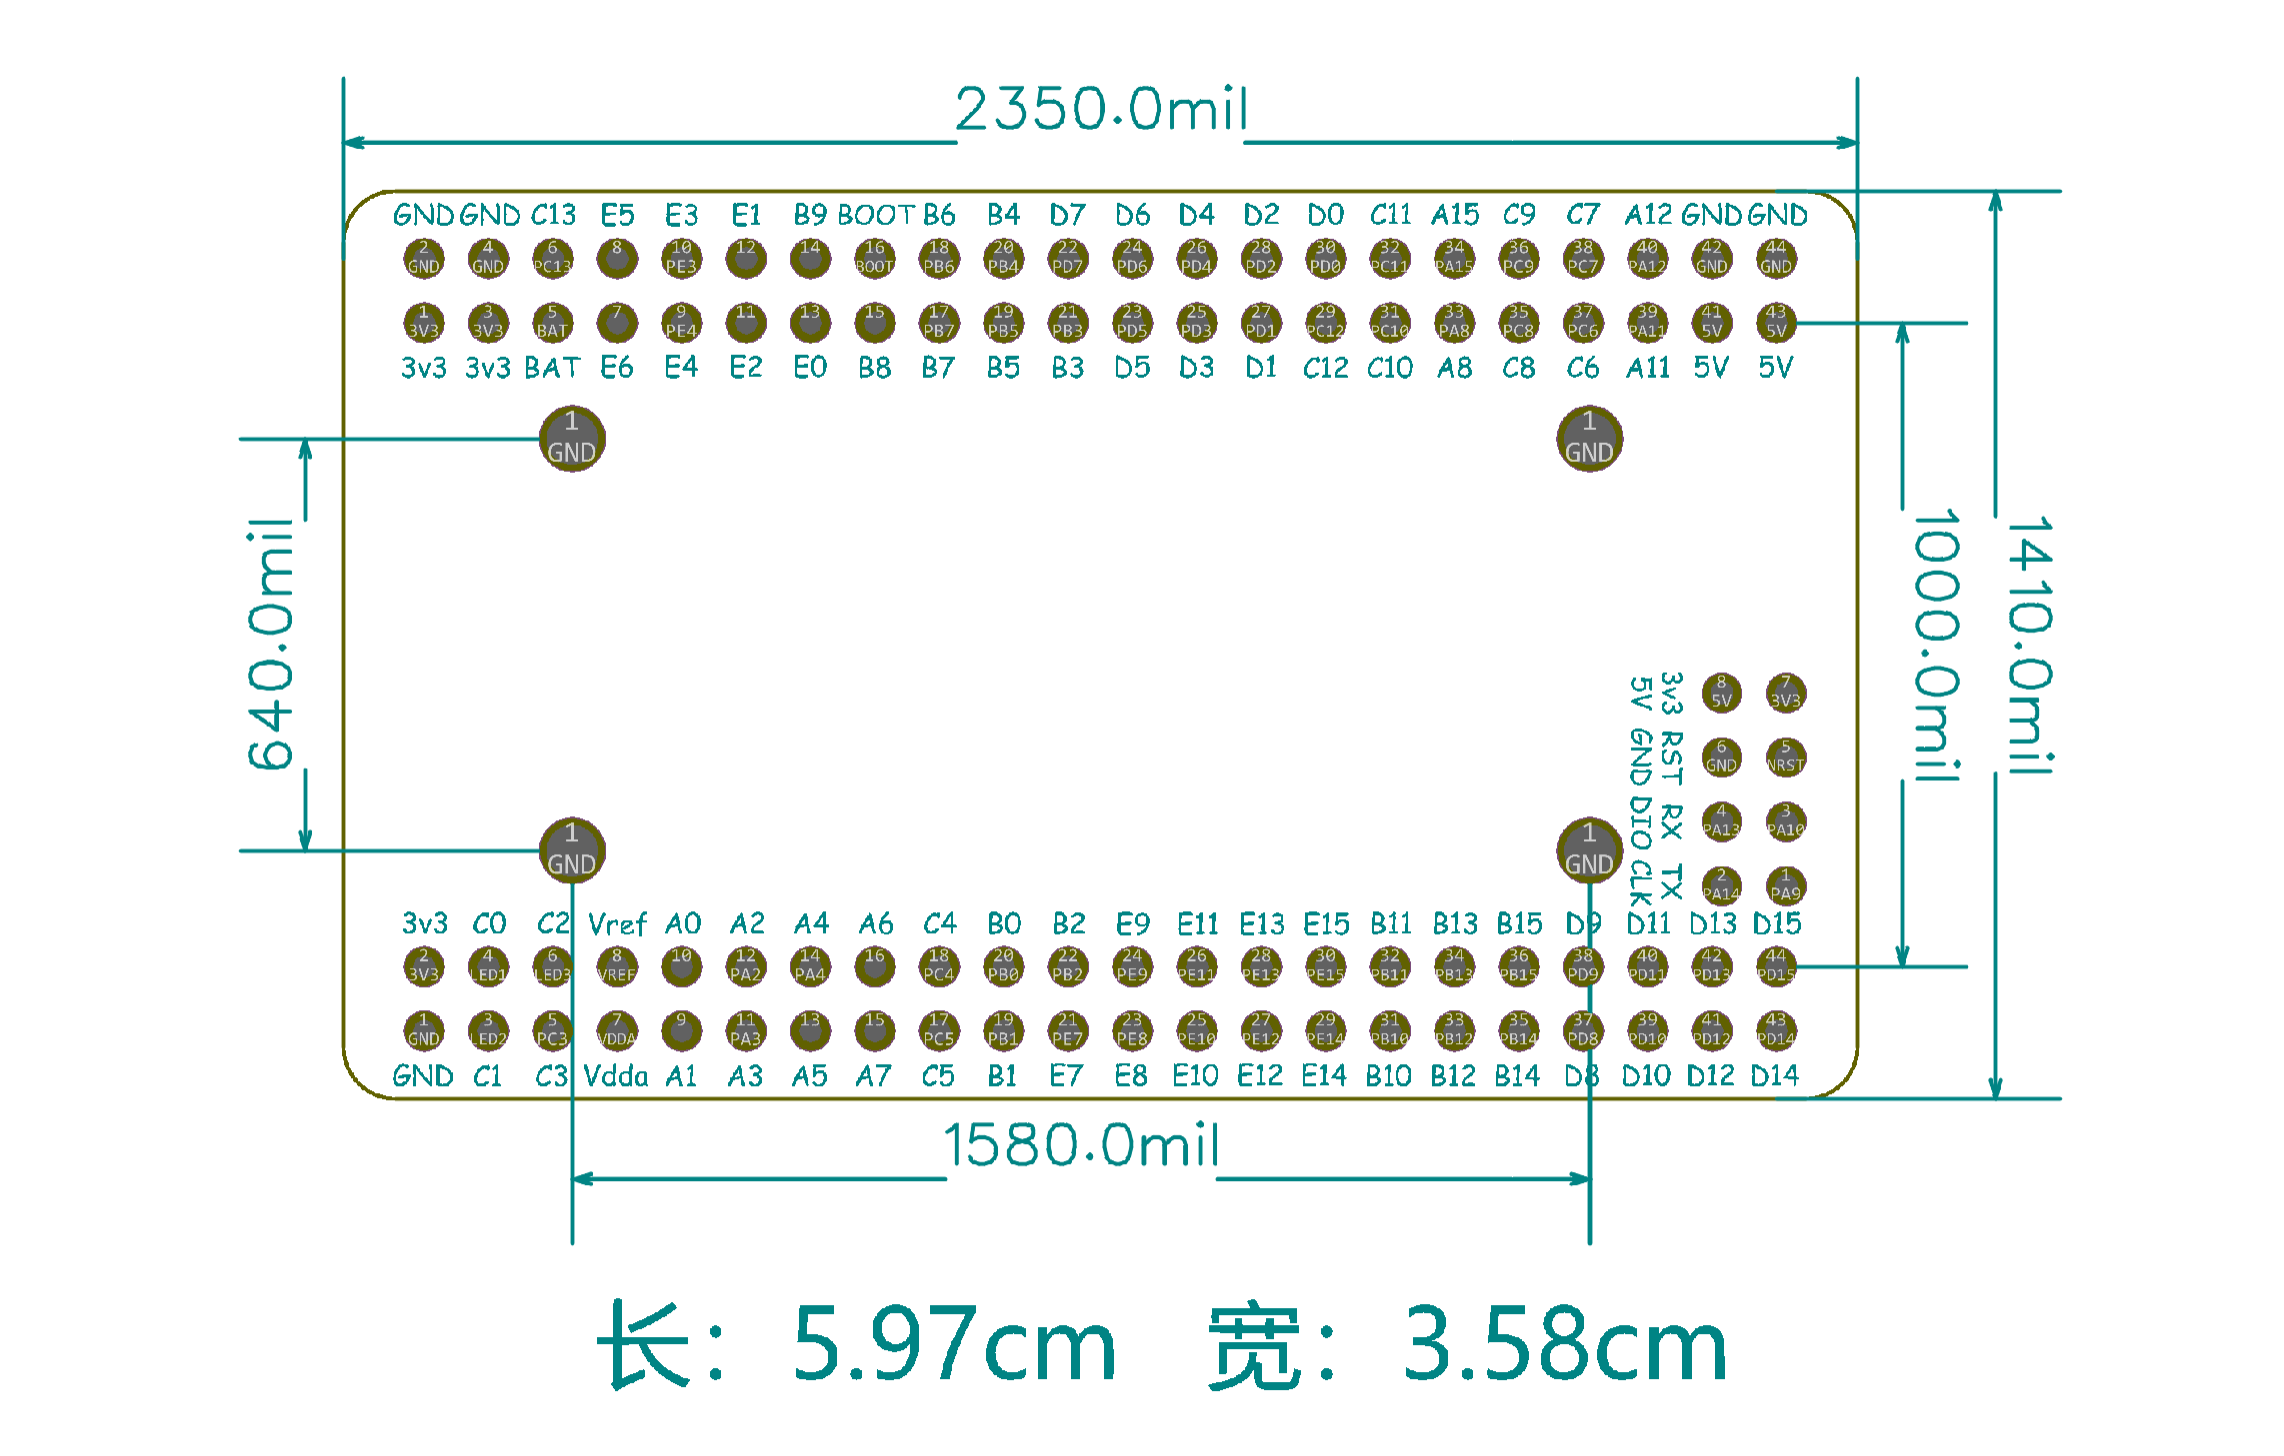 2350.0mil
GND GND C13 E5 E3 E1 B9 BOOT B6 B4 D7 D6 D4 D2 D0 C11 A15 C9 C7 A12 GND GND
2 4 6 8 10 12 14 16 18 20 22 24 26 28 30 32 34 36 38 40 42 44
GND GND PC13 PE3 BOOT PB6 PB4 PD7 PD6 PD4 PD2 PD0 PC11 PA15 PC9 PC7 PA12 GND GND
1 3 5 7 9 11 13 15 17 19 21 23 25 27 29 31 33 35 37 39 41 43
3V3 3V3 BAT PE4 PB7 PB5 PB3 PD5 PD3 PD1 PC12 PC10 PA8 PC8 PC6 PA11 5V 5V
3v3 3v3 BAT E6 E4 E2 E0 B8 B7 B5 B3 D5 D3 D1 C12 C10 A8 C8 C6 A11 5V 5V
1 1
GND GND
640.0mil
1000.0mil
1410.0mil
3v3 RST RX TX
5V GND DIO CLK
8 7
5V 3V3
6 5
GND NRST
4 3
PA13 PA10
2 1
PA14 PA9
1 1
GND GND
3v3 C0 C2 Vref A0 A2 A4 A6 C4 B0 B2 E9 E11 E13 E15 B11 B13 B15 D9 D11 D13 D15
2 4 6 8 10 12 14 16 18 20 22 24 26 28 30 32 34 36 38 40 42 44
3V3 LED1 LED3 VREF PA2 PA4 PC4 PB0 PB2 PE9 PE11 PE13 PE15 PB11 PB13 PB15 PD9 PD11 PD13 PD15
1 3 5 7 9 11 13 15 17 19 21 23 25 27 29 31 33 35 37 39 41 43
GND LED2 PC3 VDDA PA3 PC5 PB1 PE7 PE8 PE10 PE12 PE14 PB10 PB12 PB14 PD8 PD10 PD12 PD14
GND C1 C3 Vdda A1 A3 A5 A7 C5 B1 E7 E8 E10 E12 E14 B10 B12 B14 D8 D10 D12 D14
1580.0mil
长：5.97cm 宽：3.58cm